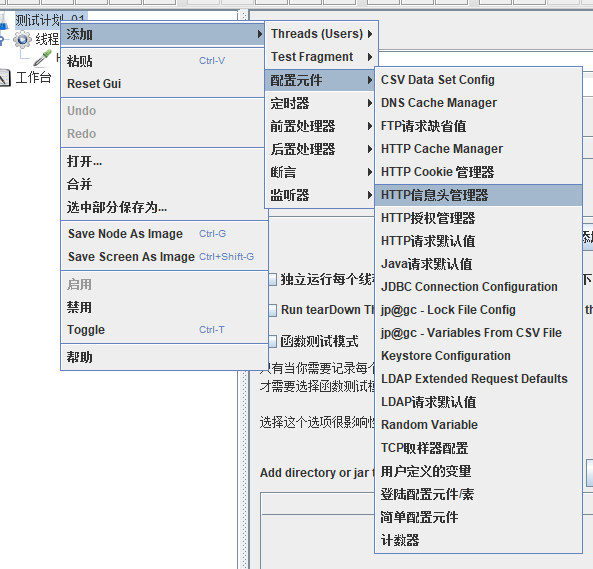 测试计划_01
线程
H
工作台
添加
粘贴 Ctrl-V
Reset Gui
Undo
Redo
打开...
合并
选中部分保存为...
Save Node As Image Ctrl-G
Save Screen As Image Ctrl+Shift-G
启用
禁用
Toggle Ctrl-T
帮助
Threads (Users)
Test Fragment
配置元件
定时器
前置处理器
后置处理器
断言
监听器
CSV Data Set Config
DNS Cache Manager
FTP请求缺省值
HTTP Cache Manager
HTTP Cookie 管理器
HTTP信息头管理器
HTTP授权管理器
HTTP请求默认值
Java请求默认值
JDBC Connection Configuration
jp@gc - Lock File Config
jp@gc - Variables From CSV File
Keystore Configuration
LDAP Extended Request Defaults
LDAP请求默认值
Random Variable
TCP取样器配置
用户定义的变量
登陆配置元件/素
简单配置元件
计数器
独立运行每个线
下
Run tearDown Th
th
函数测试模式
只有当你需要记录每个
才需要选择函数测试模
选择这个选项很影响性
Add directory or jar t